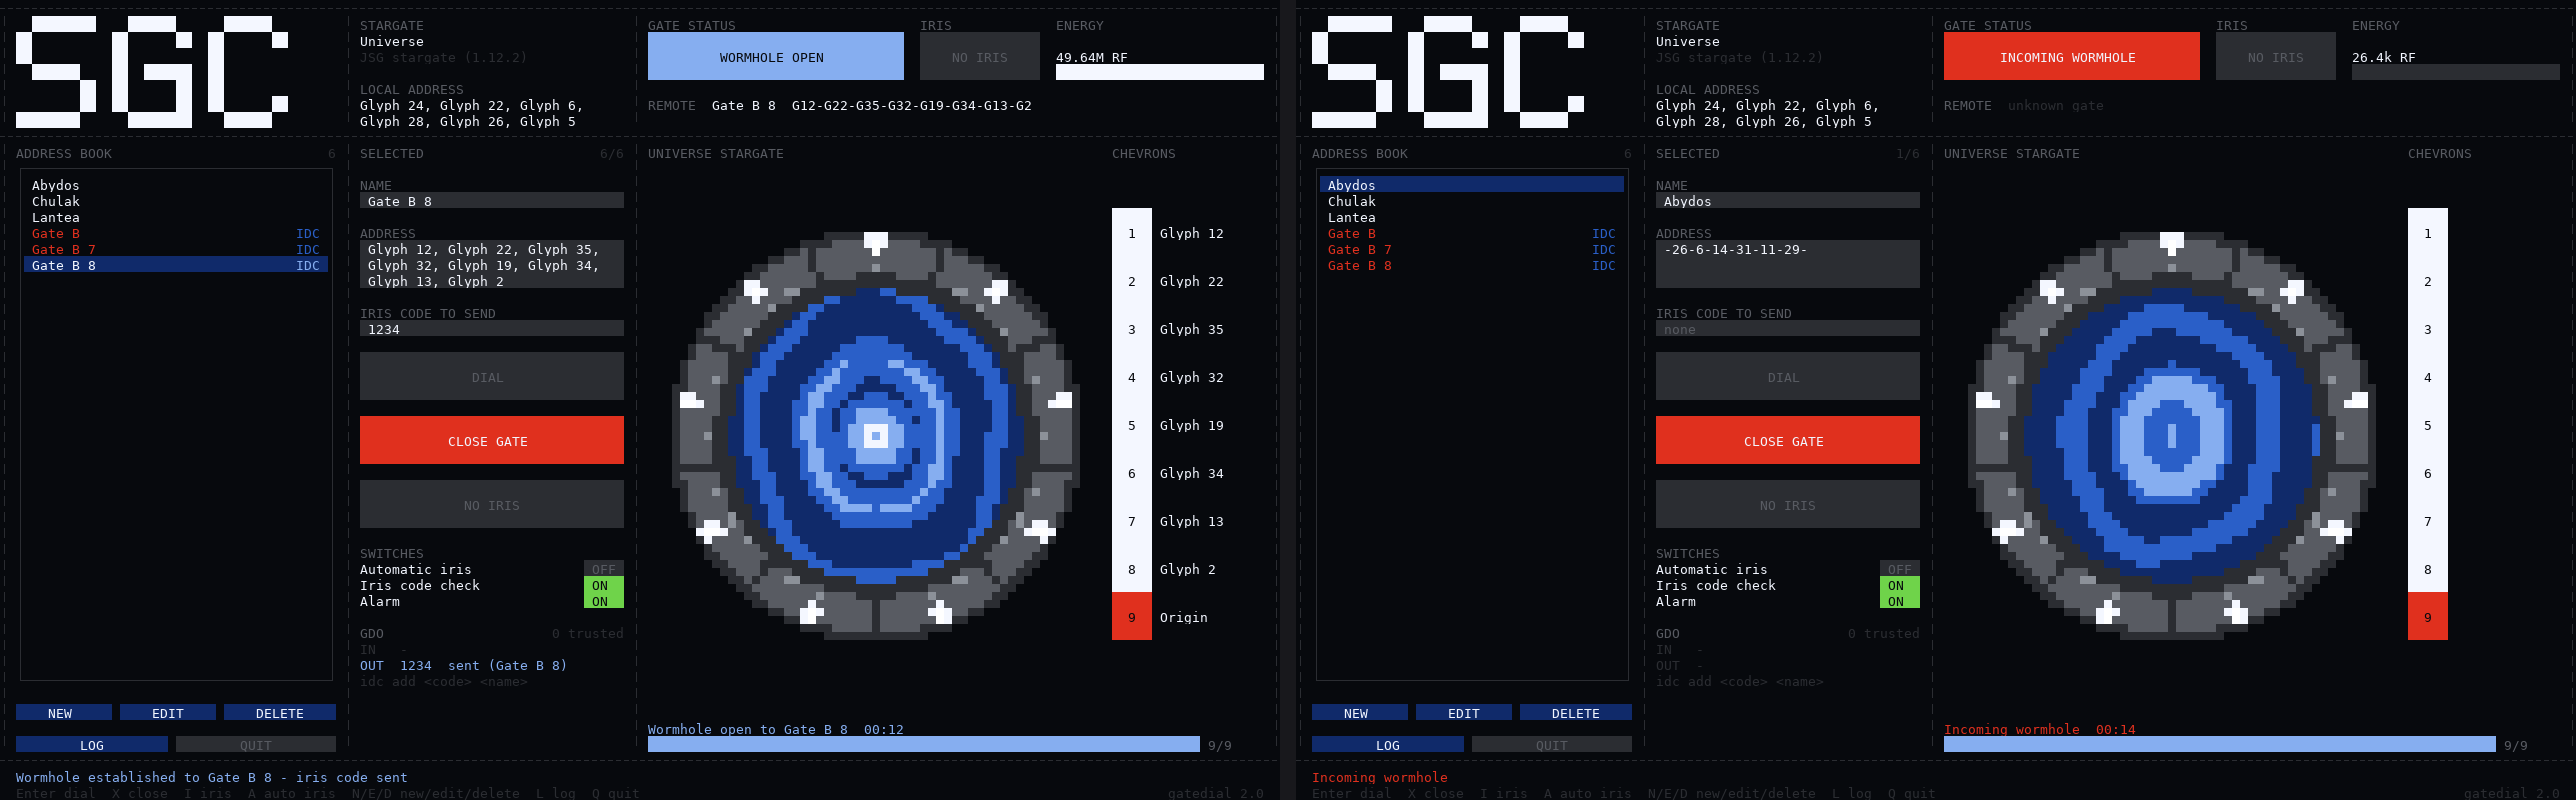 SGC
STARGATE
Universe
JSG stargate (1.12.2)
LOCAL ADDRESS
Glyph 24, Glyph 22, Glyph 6,
Glyph 28, Glyph 26, Glyph 5
GATE STATUS
WORMHOLE OPEN
IRIS
NO IRIS
ENERGY
49.64M RF
REMOTE Gate B 8 G12-G22-G35-G32-G19-G34-G13-G2
ADDRESS BOOK 6
Abydos
Chulak
Lantea
Gate B IDC
Gate B 7 IDC
Gate B 8 IDC
NEW EDIT DELETE
LOG QUIT
SELECTED 6/6
NAME
Gate B 8
ADDRESS
Glyph 12, Glyph 22, Glyph 35,
Glyph 32, Glyph 19, Glyph 34,
Glyph 13, Glyph 2
IRIS CODE TO SEND
1234
DIAL
CLOSE GATE
NO IRIS
SWITCHES
Automatic iris OFF
Iris code check ON
Alarm ON
GDO 0 trusted
IN -
OUT 1234 sent (Gate B 8)
idc add <code> <name>
UNIVERSE STARGATE
CHEVRONS
1 Glyph 12
2 Glyph 22
3 Glyph 35
4 Glyph 32
5 Glyph 19
6 Glyph 34
7 Glyph 13
8 Glyph 2
9 Origin
Wormhole open to Gate B 8 00:12
9/9
Wormhole established to Gate B 8 - iris code sent
Enter dial X close I iris A auto iris N/E/D new/edit/delete L log Q quit
gatedial 2.0
SGC
STARGATE
Universe
JSG stargate (1.12.2)
LOCAL ADDRESS
Glyph 24, Glyph 22, Glyph 6,
Glyph 28, Glyph 26, Glyph 5
GATE STATUS
INCOMING WORMHOLE
IRIS
NO IRIS
ENERGY
26.4k RF
REMOTE unknown gate
ADDRESS BOOK 6
Abydos
Chulak
Lantea
Gate B IDC
Gate B 7 IDC
Gate B 8 IDC
NEW EDIT DELETE
LOG QUIT
SELECTED 1/6
NAME
Abydos
ADDRESS
-26-6-14-31-11-29-
IRIS CODE TO SEND
none
DIAL
CLOSE GATE
NO IRIS
SWITCHES
Automatic iris OFF
Iris code check ON
Alarm ON
GDO 0 trusted
IN -
OUT -
idc add <code> <name>
UNIVERSE STARGATE
CHEVRONS
1
2
3
4
5
6
7
8
9
Incoming wormhole 00:14
9/9
Incoming wormhole
Enter dial X close I iris A auto iris N/E/D new/edit/delete L log Q quit
gatedial 2.0